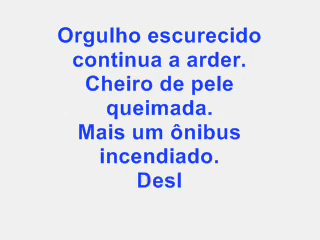 Orgulho escurecido
continua a arder.
Cheiro de pele
queimada.
Mais um ônibus
incendiado.
Desl